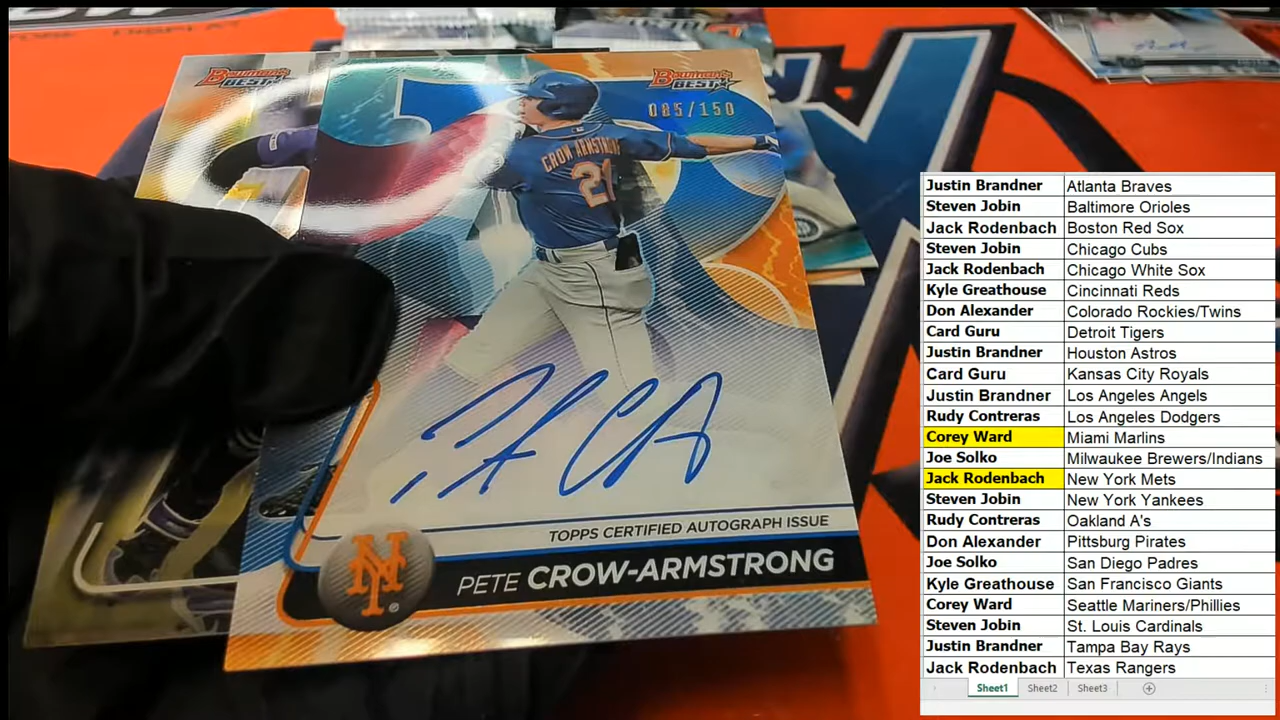 BOWMAN'S
BEST
BOWMAN'S
BEST
085/150
CROW-ARMSTRONG
21
TOPPS CERTIFIED AUTOGRAPH ISSUE
NY
®
PETE CROW-ARMSTRONG
Justin Brandner Atlanta Braves
Steven Jobin Baltimore Orioles
Jack Rodenbach Boston Red Sox
Steven Jobin Chicago Cubs
Jack Rodenbach Chicago White Sox
Kyle Greathouse Cincinnati Reds
Don Alexander Colorado Rockies/Twins
Card Guru Detroit Tigers
Justin Brandner Houston Astros
Card Guru Kansas City Royals
Justin Brandner Los Angeles Angels
Rudy Contreras Los Angeles Dodgers
Corey Ward Miami Marlins
Joe Solko Milwaukee Brewers/Indians
Jack Rodenbach New York Mets
Steven Jobin New York Yankees
Rudy Contreras Oakland A's
Don Alexander Pittsburg Pirates
Joe Solko San Diego Padres
Kyle Greathouse San Francisco Giants
Corey Ward Seattle Mariners/Phillies
Steven Jobin St. Louis Cardinals
Justin Brandner Tampa Bay Rays
Jack Rodenbach Texas Rangers
Sheet1 Sheet2 Sheet3